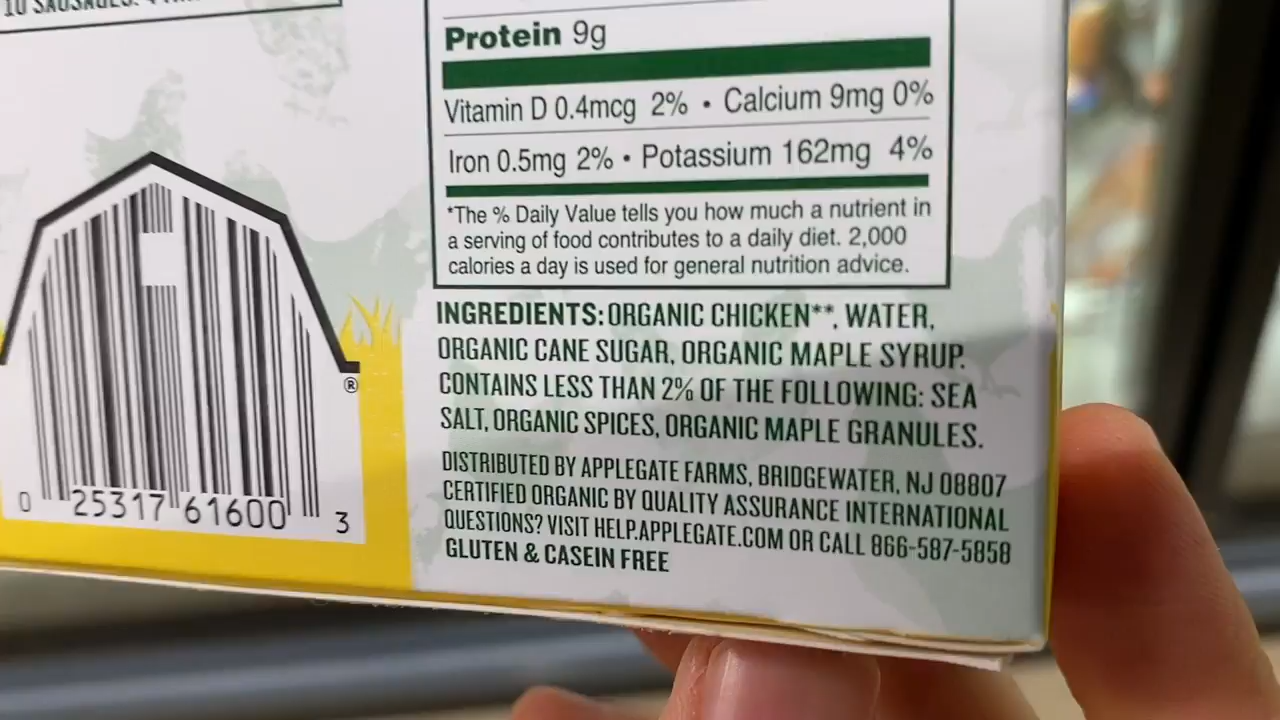 10 SAUSAGES.
Protein 9g
Vitamin D 0.4mcg 2% • Calcium 9mg 0%
Iron 0.5mg 2% • Potassium 162mg 4%
*The % Daily Value tells you how much a nutrient in
a serving of food contributes to a daily diet. 2,000
calories a day is used for general nutrition advice.
INGREDIENTS: ORGANIC CHICKEN**, WATER,
ORGANIC CANE SUGAR, ORGANIC MAPLE SYRUP.
CONTAINS LESS THAN 2% OF THE FOLLOWING: SEA
SALT, ORGANIC SPICES, ORGANIC MAPLE GRANULES.
DISTRIBUTED BY APPLEGATE FARMS, BRIDGEWATER, NJ 08807
CERTIFIED ORGANIC BY QUALITY ASSURANCE INTERNATIONAL
QUESTIONS? VISIT HELP.APPLEGATE.COM OR CALL 866-587-5858
GLUTEN & CASEIN FREE
®
0 25317 61600 3